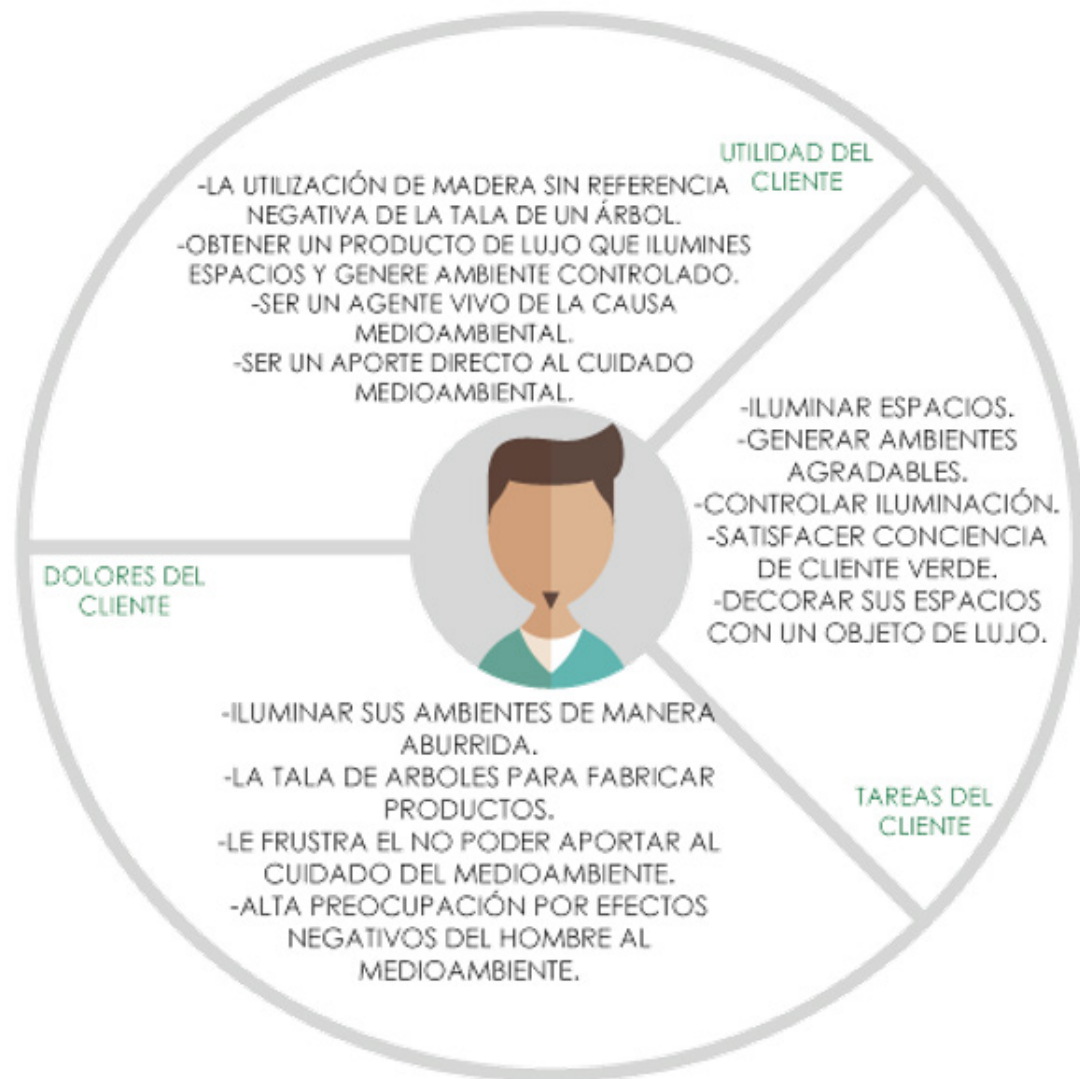 UTILIDAD DEL
CLIENTE
-LA UTILIZACIÓN DE MADERA SIN REFERENCIA
NEGATIVA DE LA TALA DE UN ÁRBOL.
-OBTENER UN PRODUCTO DE LUJO QUE ILUMINES
ESPACIOS Y GENERE AMBIENTE CONTROLADO.
-SER UN AGENTE VIVO DE LA CAUSA
MEDIOAMBIENTAL.
-SER UN APORTE DIRECTO AL CUIDADO
MEDIOAMBIENTAL.
-ILUMINAR ESPACIOS.
-GENERAR AMBIENTES
AGRADABLES.
-CONTROLAR ILUMINACIÓN.
-SATISFACER CONCIENCIA
DE CLIENTE VERDE.
-DECORAR SUS ESPACIOS
CON UN OBJETO DE LUJO.
TAREAS DEL
CLIENTE
DOLORES DEL
CLIENTE
-ILUMINAR SUS AMBIENTES DE MANERA
ABURRIDA.
-LA TALA DE ARBOLES PARA FABRICAR
PRODUCTOS.
-LE FRUSTRA EL NO PODER APORTAR AL
CUIDADO DEL MEDIOAMBIENTE.
-ALTA PREOCUPACIÓN POR EFECTOS
NEGATIVOS DEL HOMBRE AL
MEDIOAMBIENTE.